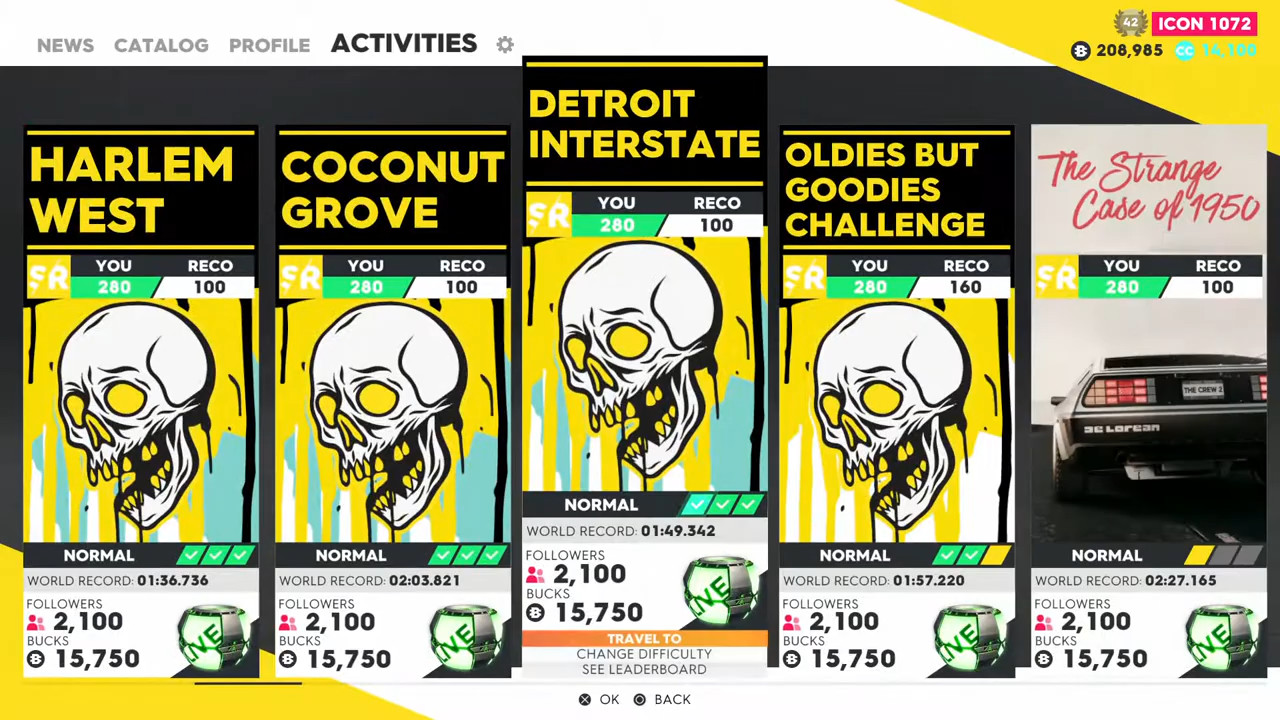 NEWS CATALOG PROFILE ACTIVITIES
42 ICON 1072
208,985 CC 14,100
HARLEM
WEST
SR YOU RECO
280 100
NORMAL
WORLD RECORD: 01:36.736
FOLLOWERS
2,100
BUCKS
15,750
COCONUT
GROVE
SR YOU RECO
280 100
NORMAL
WORLD RECORD: 02:03.821
FOLLOWERS
2,100
BUCKS
15,750
DETROIT
INTERSTATE
SR YOU RECO
280 100
NORMAL
WORLD RECORD: 01:49.342
FOLLOWERS
2,100
BUCKS
15,750
TRAVEL TO
CHANGE DIFFICULTY
SEE LEADERBOARD
OLDIES BUT
GOODIES
CHALLENGE
SR YOU RECO
280 160
NORMAL
WORLD RECORD: 01:57.220
FOLLOWERS
2,100
BUCKS
15,750
The Strange
Case of 1950
SR YOU RECO
280 100
THE CREW 2
DeLorean
NORMAL
WORLD RECORD: 02:27.165
FOLLOWERS
2,100
BUCKS
15,750
OK BACK